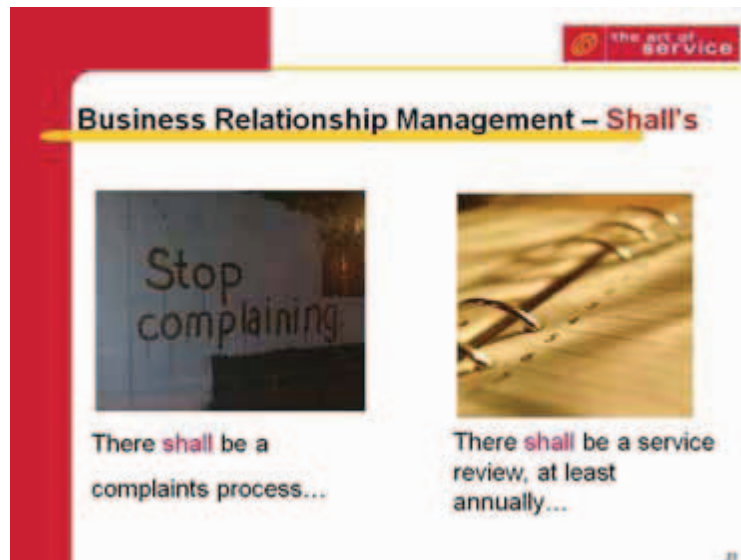 the art of
service
Business Relationship Management – Shall's
Stop
complaining.
There shall be a
complaints process...
There shall be a service
review, at least
annually...